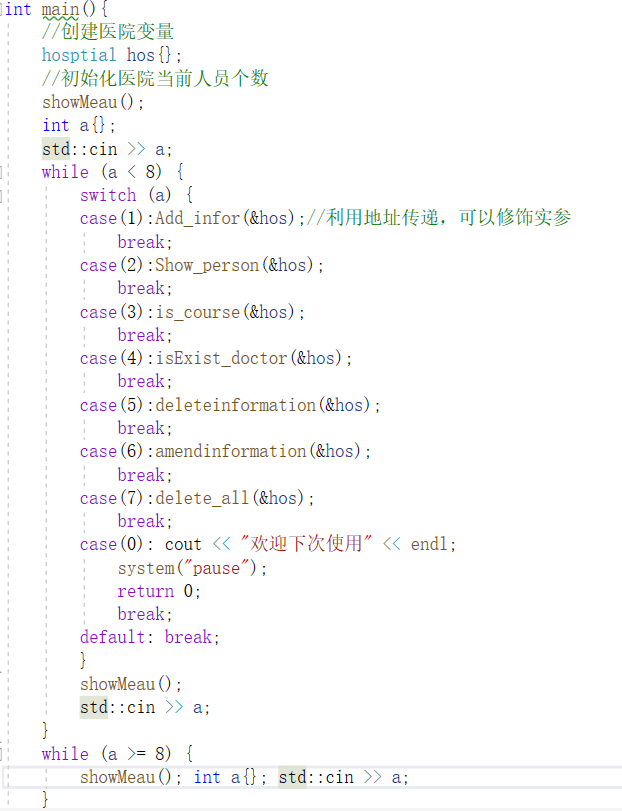 int main(){
//创建医院变量
hosptial hos{};
//初始化医院当前人员个数
showMeau();
int a{};
std::cin >> a;
while (a < 8) {
switch (a) {
case(1):Add_infor(&hos);//利用地址传递，可以修饰实参
break;
case(2):Show_person(&hos);
break;
case(3):is_course(&hos);
break;
case(4):isExist_doctor(&hos);
break;
case(5):deleteinformation(&hos);
break;
case(6):amendinformation(&hos);
break;
case(7):delete_all(&hos);
break;
case(0): cout << "欢迎下次使用" << endl;
system("pause");
return 0;
break;
default: break;
}
showMeau();
std::cin >> a;
}
while (a >= 8) {
showMeau(); int a{}; std::cin >> a;
}